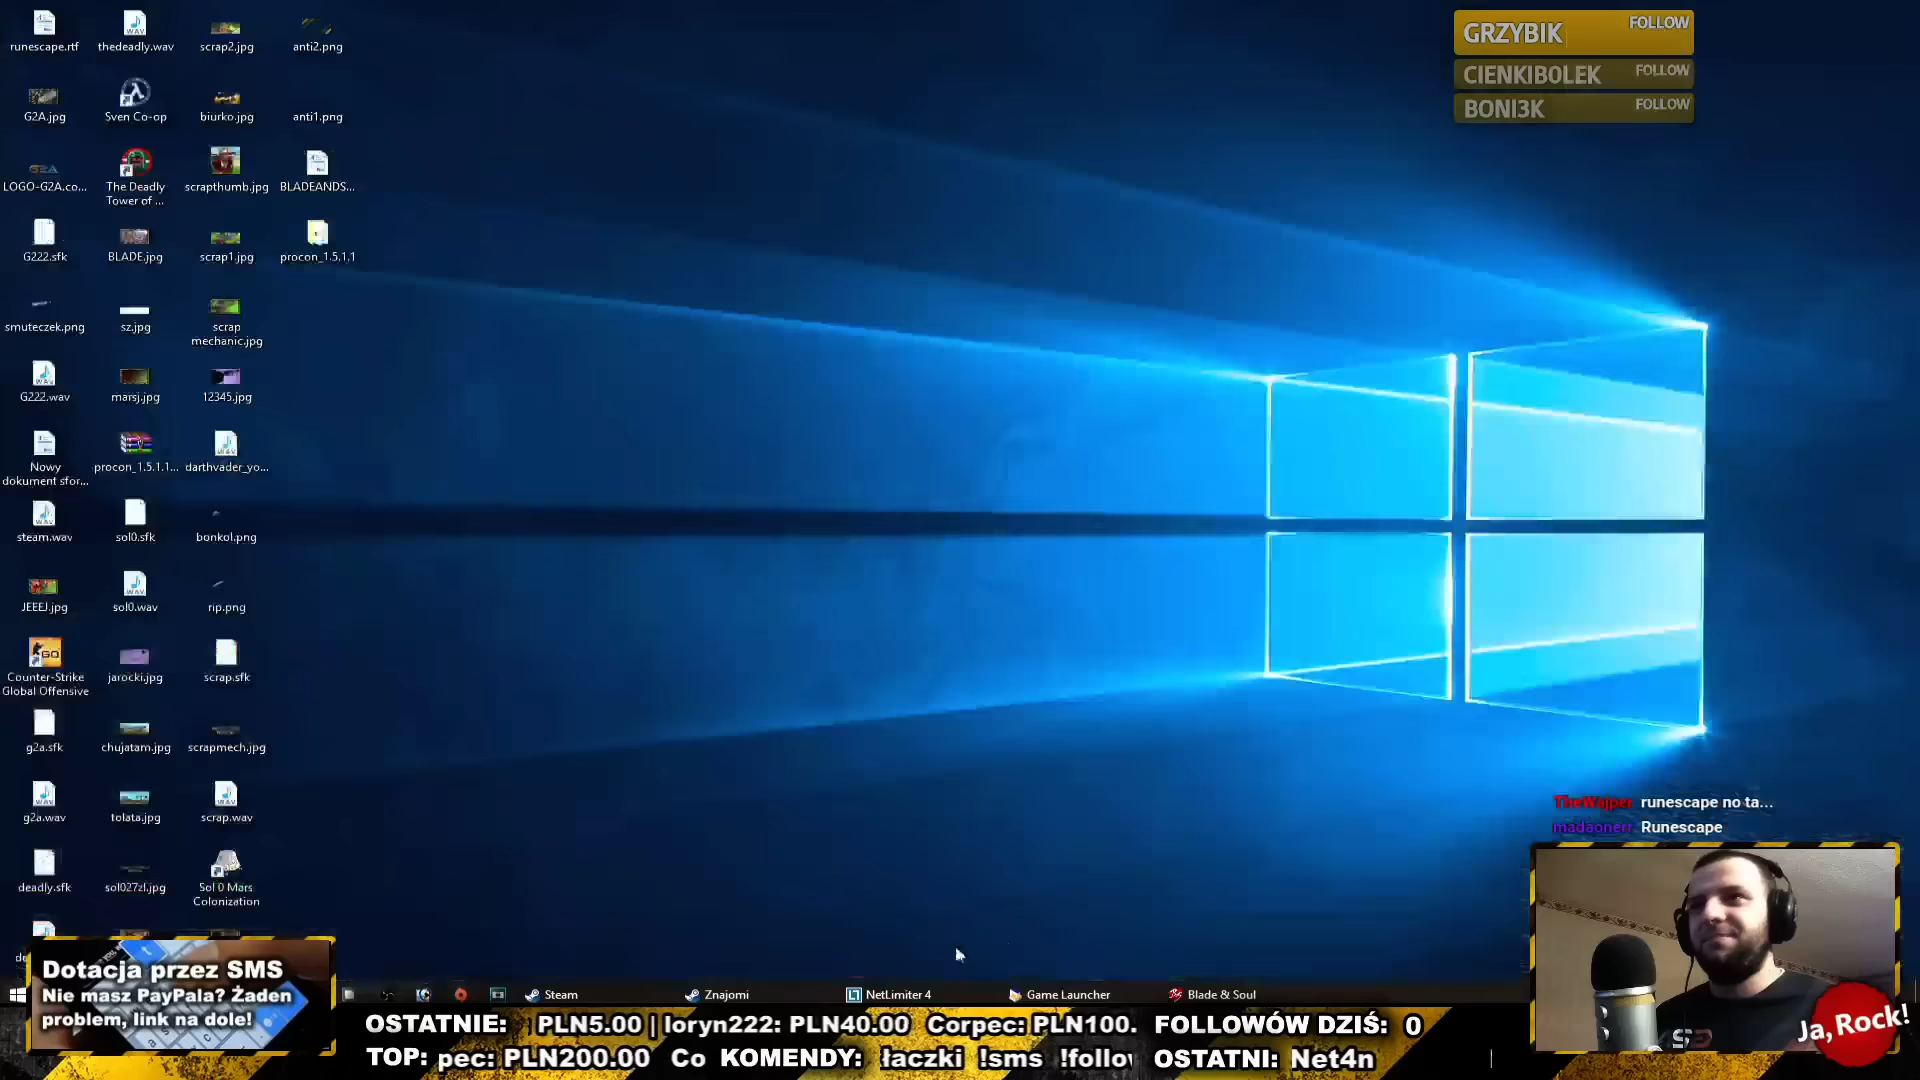 runescape.rtf
thedeadly.wav
scrap2.jpg
anti2.png
G2A.jpg
Sven Co-op
biurko.jpg
anti1.png
LOGO-G2A.co...
The Deadly
Tower of ...
scrapthumb.jpg
BLADEANDS...
G222.sfk
BLADE.jpg
scrap1.jpg
procon_1.5.1.1
smuteczek.png
sz.jpg
scrap
mechanic.jpg
G222.wav
marsj.jpg
12345.jpg
Nowy
dokument sfor...
procon_1.5.1.1...
darthvader_yo...
steam.wav
sol0.sfk
bonkol.png
JEEEJ.jpg
sol0.wav
rip.png
Counter-Strike
Global Offensive
jarocki.jpg
scrap.sfk
g2a.sfk
chujatam.jpg
scrapmech.jpg
g2a.wav
tolata.jpg
scrap.wav
deadly.sfk
sol027zl.jpg
Sol 0 Mars
Colonization
GRZYBIK FOLLOW
CIENKIBOLEK FOLLOW
BONI3K FOLLOW
TheWajper runescape no ta...
madaonerr Runescape
Dotacja przez SMS
Nie masz PayPala? Żaden
problem, link na dole!
Steam
Znajomi
NetLimiter 4
Game Launcher
Blade & Soul
OSTATNIE: PLN5.00 | loryn222: PLN40.00 Corpec: PLN100.
FOLLOWÓW DZIŚ: 0
TOP: pec: PLN200.00 Co
KOMENDY: łaczki !sms !follow
OSTATNI: Net4n
Ja, Rock!